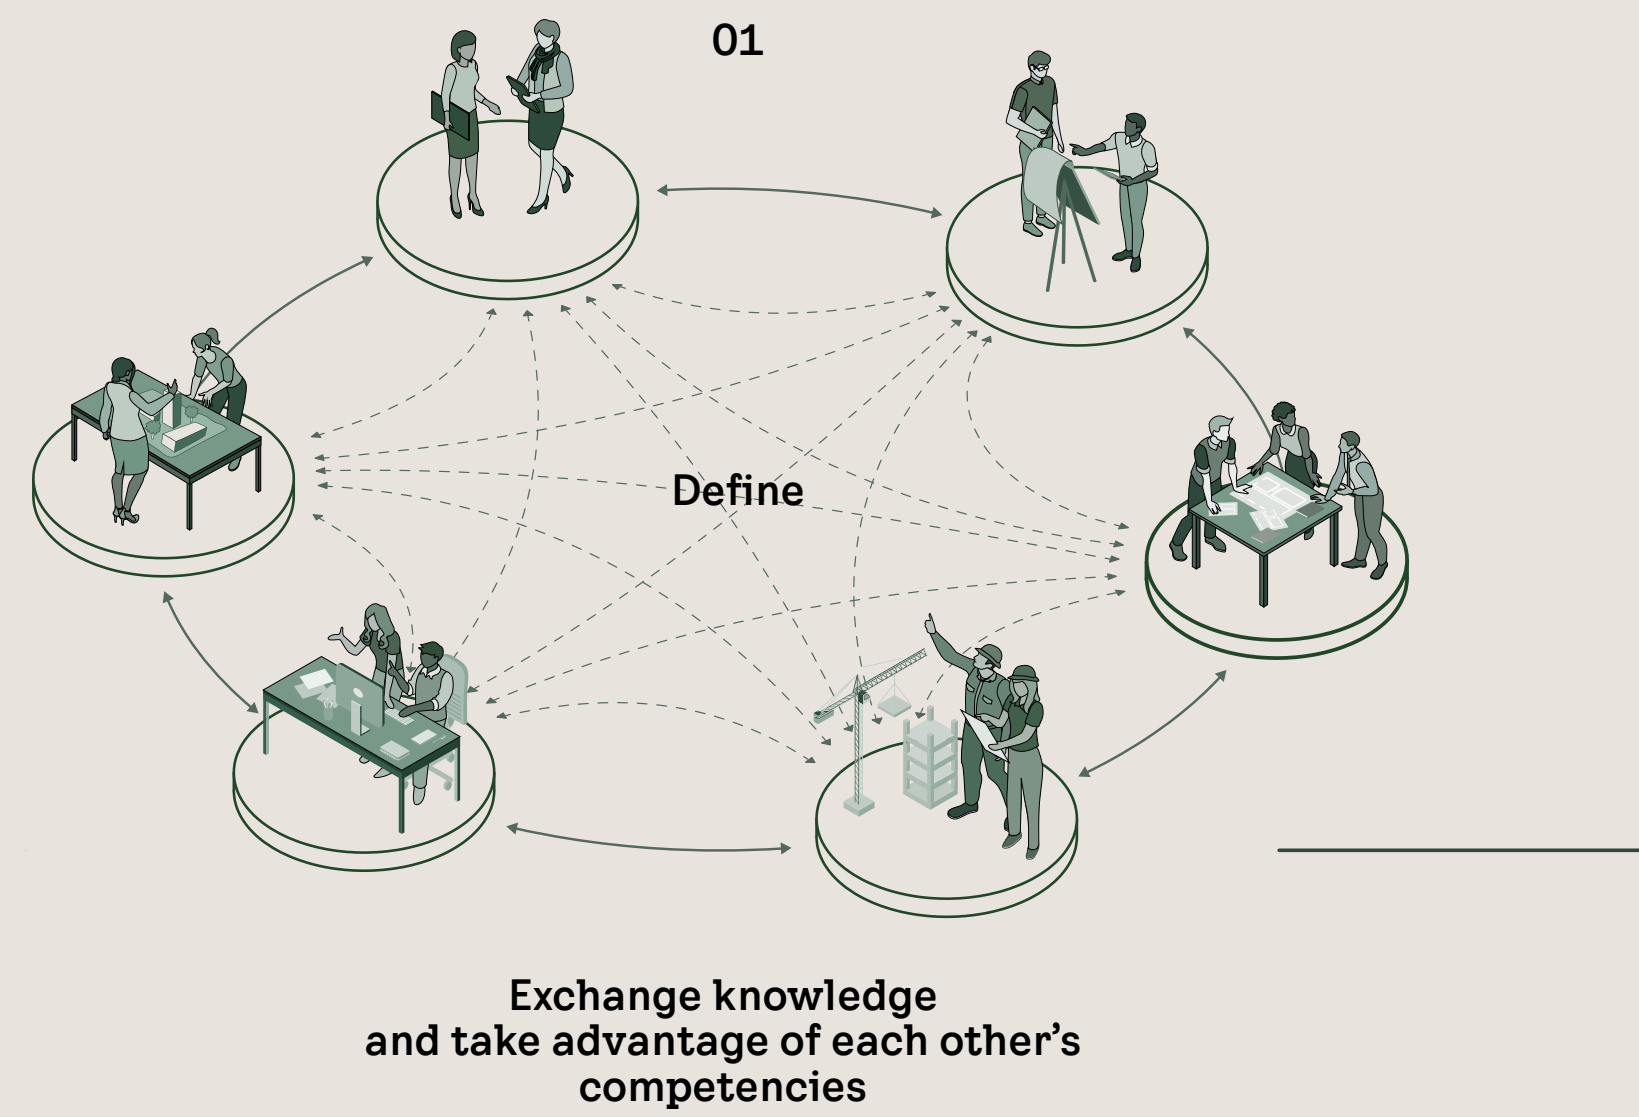 01
Define
Exchange knowledge
and take advantage of each other's
competencies